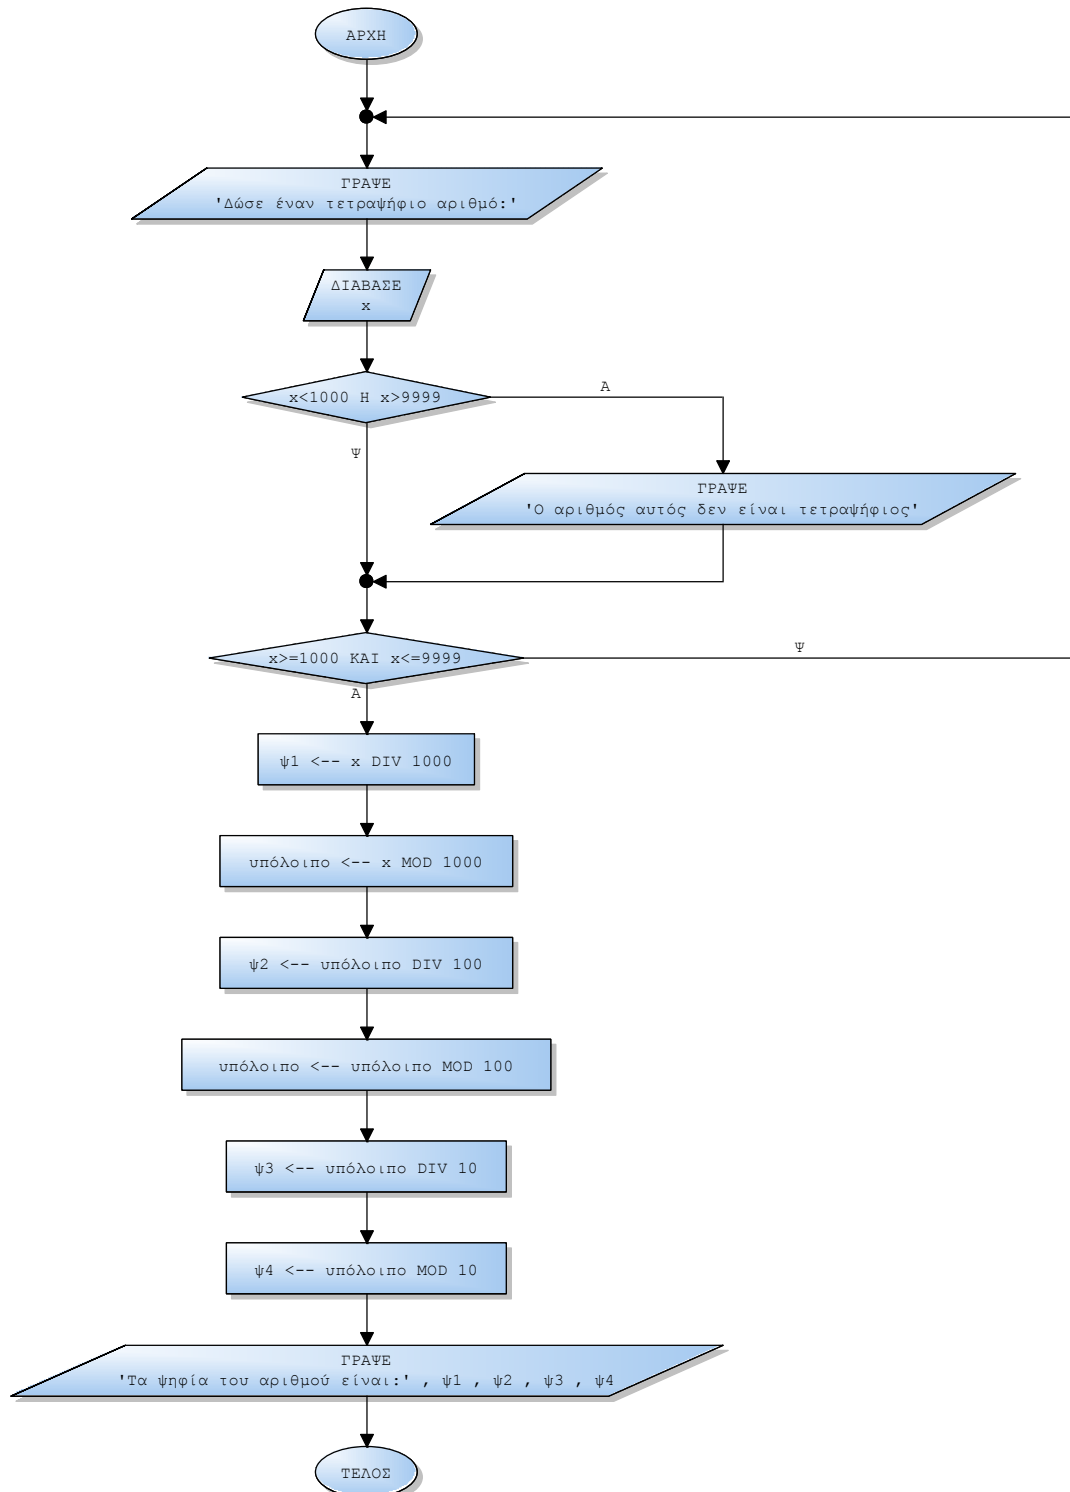 ΑΡΧΗ
ΓΡΑΨΕ
'Δώσε έναν τετραψήφιο αριθμό:'
ΔΙΑΒΑΣΕ
x
x<1000 Η x>9999
Α
Ψ
ΓΡΑΨΕ
'Ο αριθμός αυτός δεν είναι τετραψήφιος'
x>=1000 ΚΑΙ x<=9999
Ψ
Α
ψ1 <-- x DIV 1000
υπόλοιπο <-- x MOD 1000
ψ2 <-- υπόλοιπο DIV 100
υπόλοιπο <-- υπόλοιπο MOD 100
ψ3 <-- υπόλοιπο DIV 10
ψ4 <-- υπόλοιπο MOD 10
ΓΡΑΨΕ
'Τα ψηφία του αριθμού είναι:' , ψ1 , ψ2 , ψ3 , ψ4
ΤΕΛΟΣ